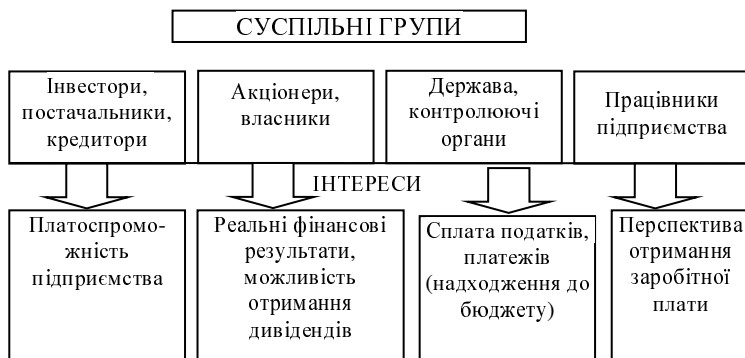 СУСПІЛЬНІ ГРУПИ
Інвестори,
постачальники,
кредитори
Акціонери,
власники
Держава,
контролюючі
органи
Працівники
підприємства
ІНТЕРЕСИ
Платоспромо-
жність
підприємства
Реальні фінансові
результати,
можливість
отримання
дивідендів
Сплата податків,
платежів
(надходження до
бюджету)
Перспектива
отримання
заробітної
плати